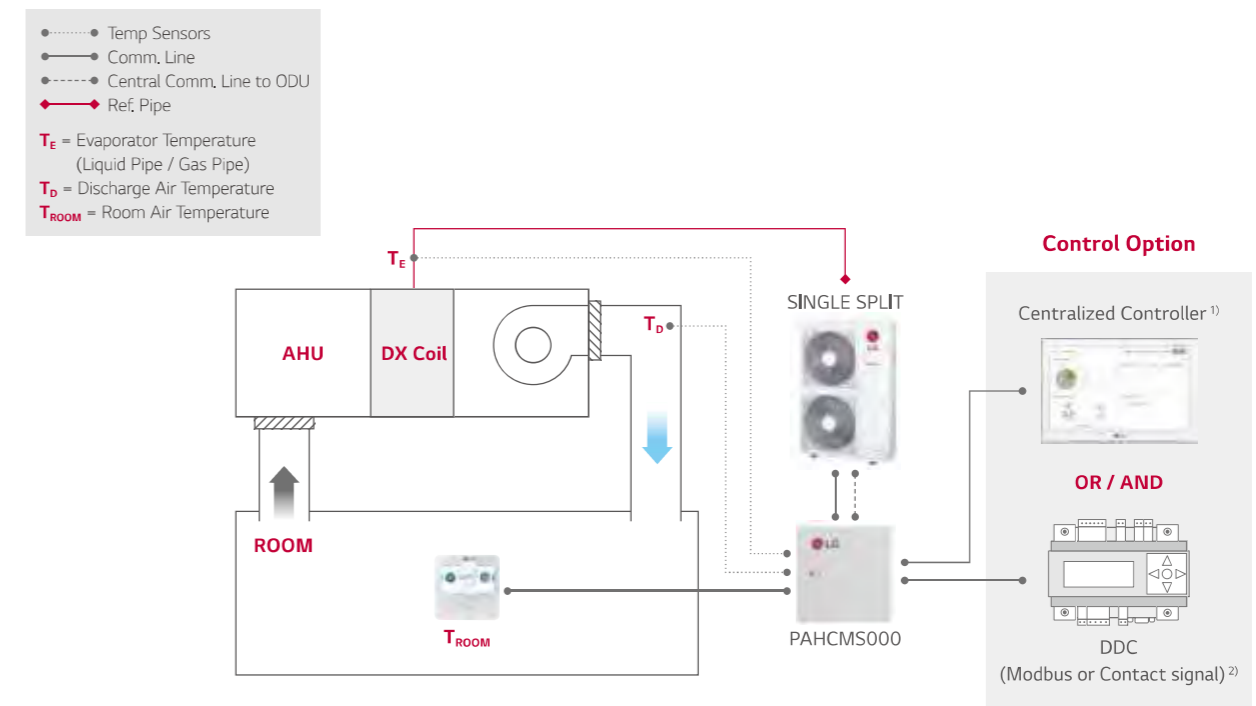 Temp Sensors
Comm. Line
Central Comm. Line to ODU
Ref. Pipe
TE = Evaporator Temperature
(Liquid Pipe / Gas Pipe)
TD = Discharge Air Temperature
TROOM = Room Air Temperature
Control Option
TE
SINGLE SPLIT
Centralized Controller 1)
TD
AHU
DX Coil
LG
OR / AND
ROOM
LG
TROOM
PAHCMS000
DDC
(Modbus or Contact signal) 2)